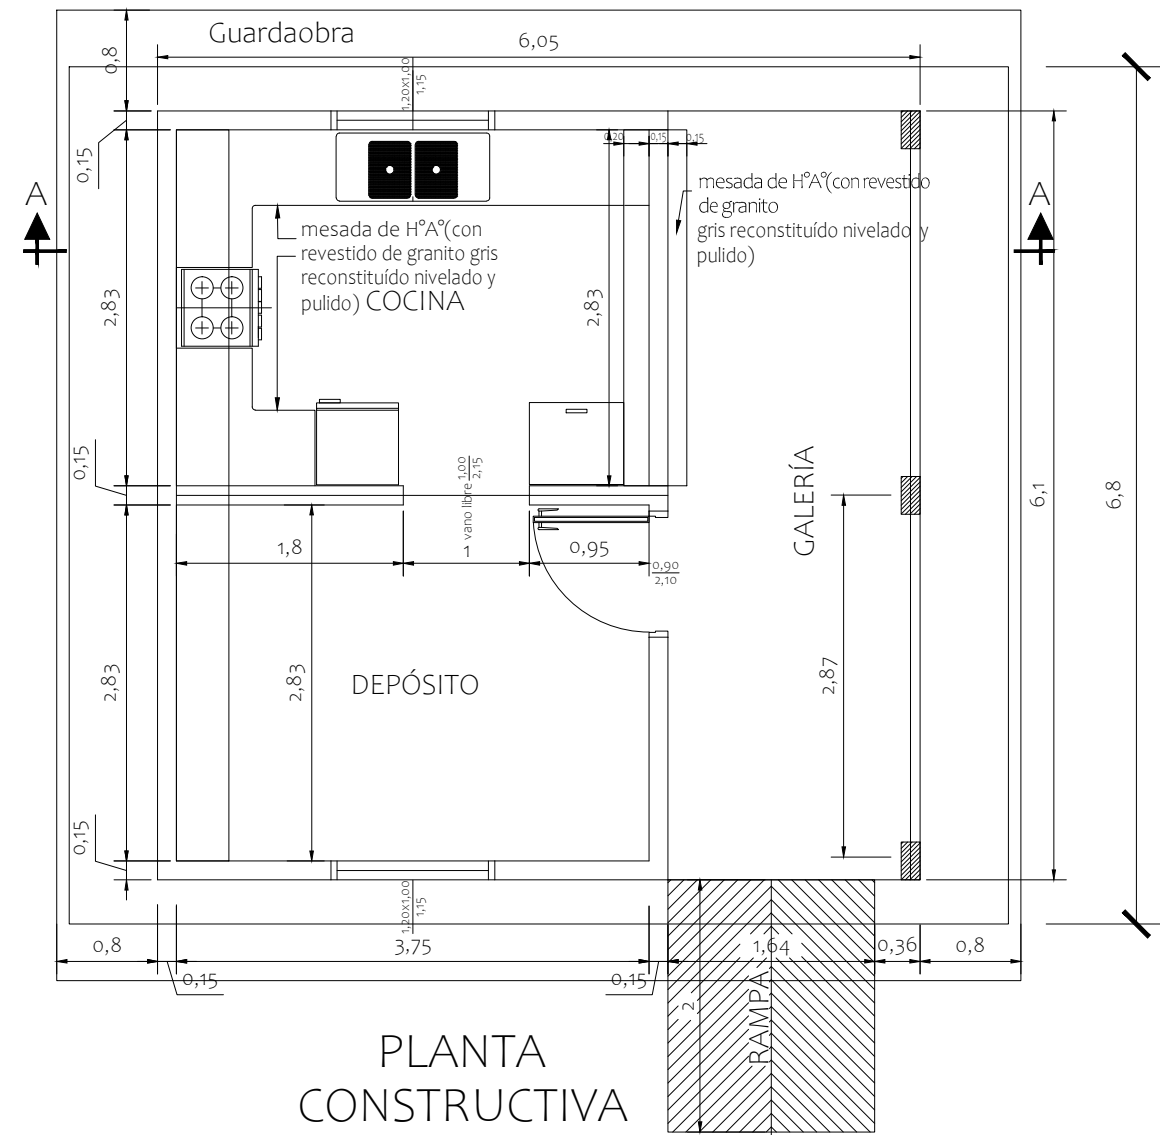 Guardaobra
6,05
0,8
1,20x1,00
1,15
0,15
0,20
0,15
0,15
A
A
mesada de H°A°(con revestido
de granito
gris reconstituído nivelado y
pulido)
mesada de H°A°(con
revestido de granito gris
reconstituído nivelado y
pulido) COCINA
2,83
2,83
0,15
vano libre 1,00
2,15
GALERÍA
6,1
6,8
1,8
1
0,95
0,90
2,10
2,83
2,83
DEPÓSITO
2,87
0,15
1,20x1,00
1,15
0,8
3,75
1,64
0,36
0,8
0,15
0,15
2
RAMPA
PLANTA
CONSTRUCTIVA